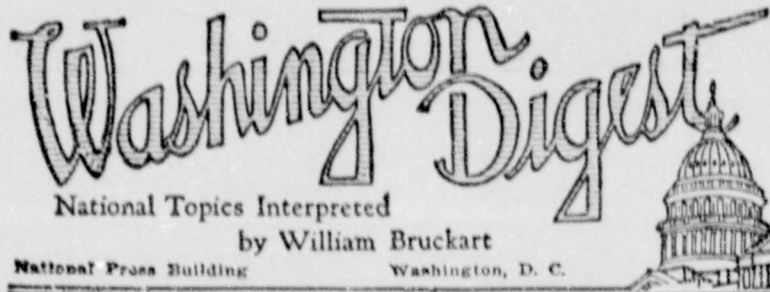 Washington
Digest
National Topics Interpreted
by William Bruckart
National Press Building Washington, D. C.